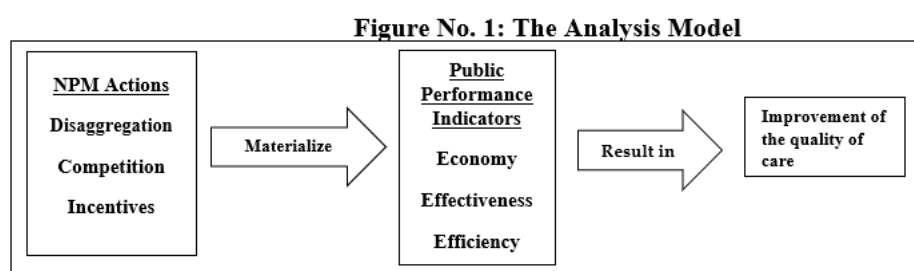 Figure No. 1: The Analysis Model
NPM Actions
Disaggregation
Competition
Incentives
Materialize
Public
Performance
Indicators
Economy
Effectiveness
Efficiency
Result in
Improvement of
the quality of
care